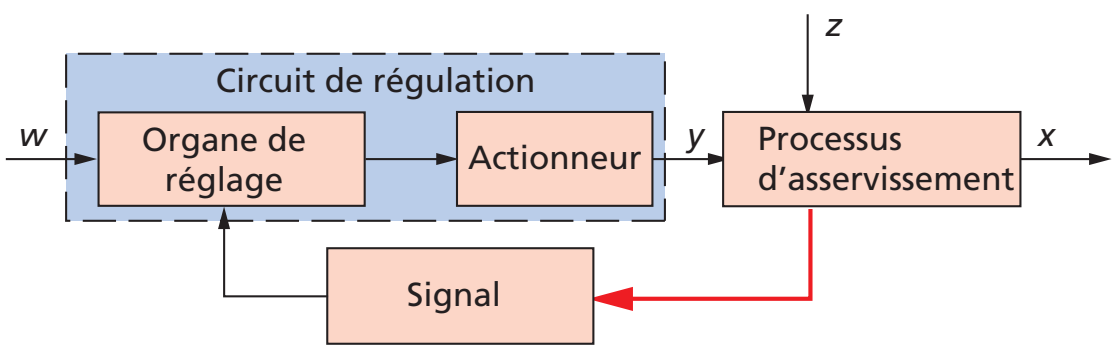 z
Circuit de régulation
w
Organe de
réglage
Actionneur
y
Processus
d'asservissement
x
Signal